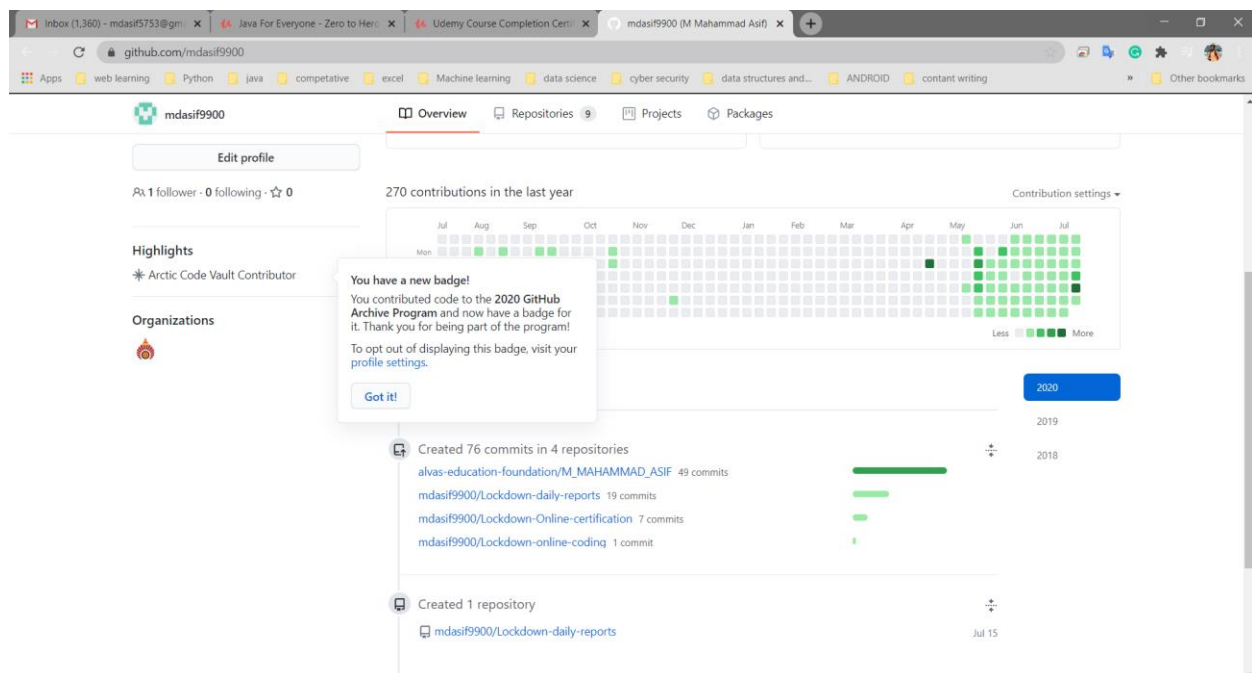 Inbox (1,360) - mdasif5753@gm
Java For Everyone - Zero to Hero
Udemy Course Completion Certi
mdasif9900 (M Mahammad Asif)
github.com/mdasif9900
Apps web learning Python java competative excel Machine learning data science cyber security data structures and... ANDROID contant writing » Other bookmarks
mdasif9900
Overview Repositories 9 Projects Packages
Edit profile
1 follower · 0 following · 0
270 contributions in the last year
Contribution settings
Jul Aug Sep Oct Nov Dec Jan Feb Mar Apr May Jun Jul
Mon
Less More
Highlights
Arctic Code Vault Contributor
Organizations
You have a new badge!
You contributed code to the 2020 GitHub
Archive Program and now have a badge for
it. Thank you for being part of the program!
To opt out of displaying this badge, visit your
profile settings.
Got it!
2020
2019
2018
Created 76 commits in 4 repositories
alvas-education-foundation/M_MAHAMMAD_ASIF 49 commits
mdasif9900/Lockdown-daily-reports 19 commits
mdasif9900/Lockdown-Online-certification 7 commits
mdasif9900/Lockdown-online-coding 1 commit
Created 1 repository
mdasif9900/Lockdown-daily-reports Jul 15